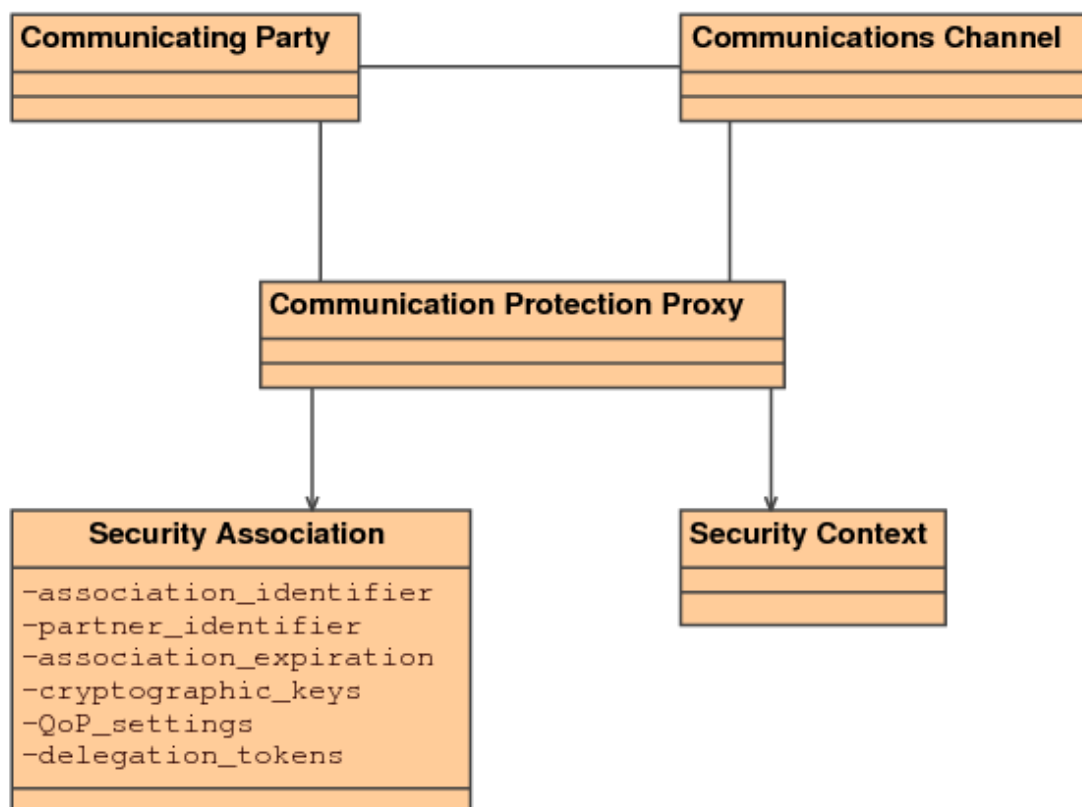 Communicating Party
Communications Channel
Communication Protection Proxy
Security Association
-association_identifier
-partner_identifier
-association_expiration
-cryptographic_keys
-QoP_settings
-delegation_tokens
Security Context